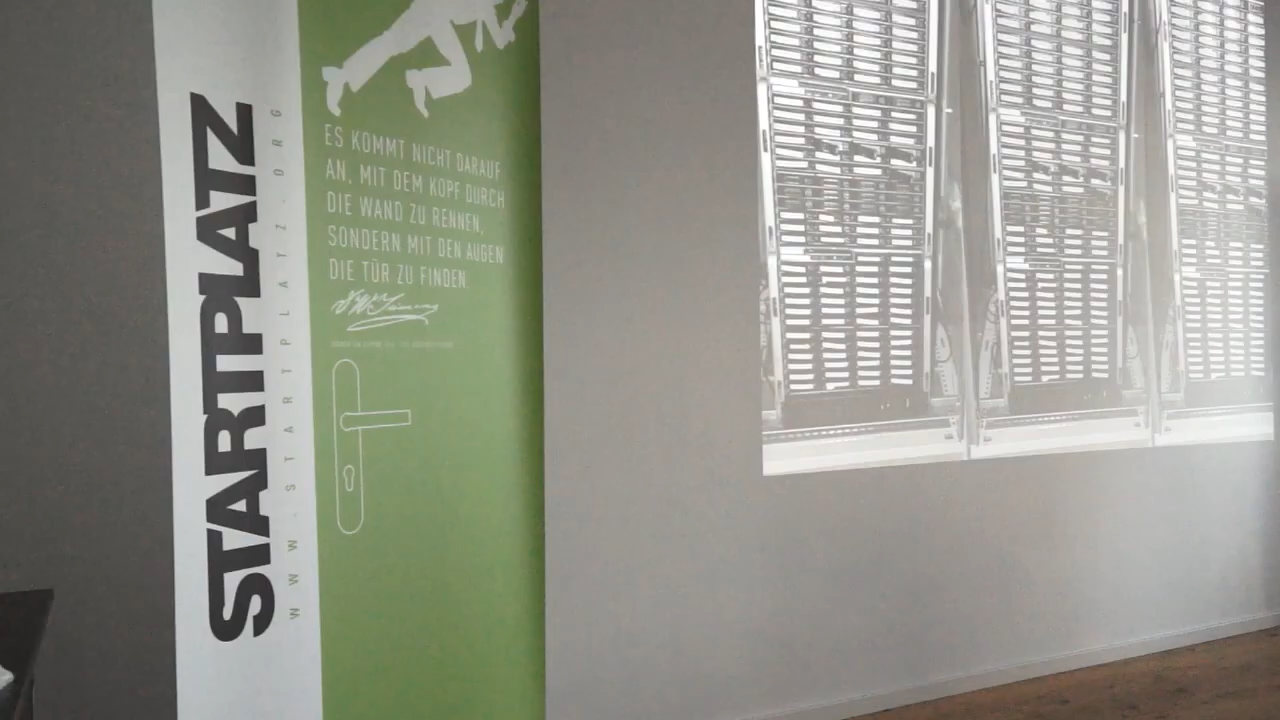 STARTPLATZ
WWW.STARTPLATZ.ORG
ES KOMMT NICHT DARAUF
AN, MIT DEM KOPF DURCH
DIE WAND ZU RENNEN,
SONDERN MIT DEN AUGEN
DIE TÜR ZU FINDEN.